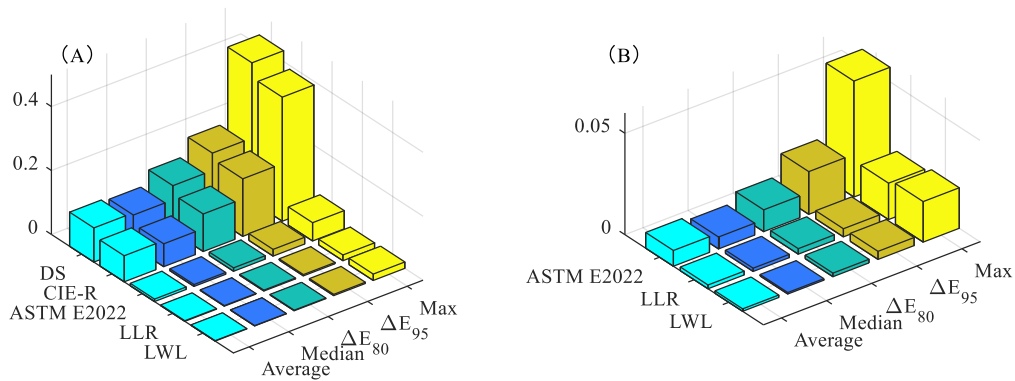 (A)
0.4
0.2
0
DS
CIE-R
ASTM E2022
LLR
LWL
Average
Median
ΔE80
ΔE95
Max
(B)
0.05
0
ASTM E2022
LLR
LWL
Average
Median
ΔE80
ΔE95
Max